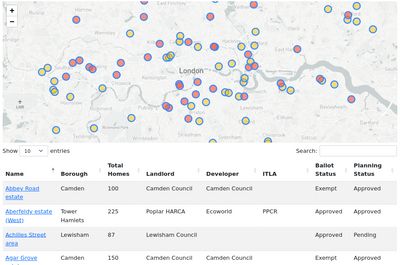 +
−
London
Show 10 entries Search:
Name Borough Total Homes Landlord Developer ITLA Ballot Status Planning Status
Abbey Road estate Camden 100 Camden Council Camden Council Exempt Approved
Aberfeldy estate (West) Tower Hamlets 225 Poplar HARCA Ecoworld PPCR Approved Approved
Achilles Street area Lewisham 87 Lewisham Council Approved Pending
Agar Grove Camden 150 Camden Council Camden Council Exempt Approved